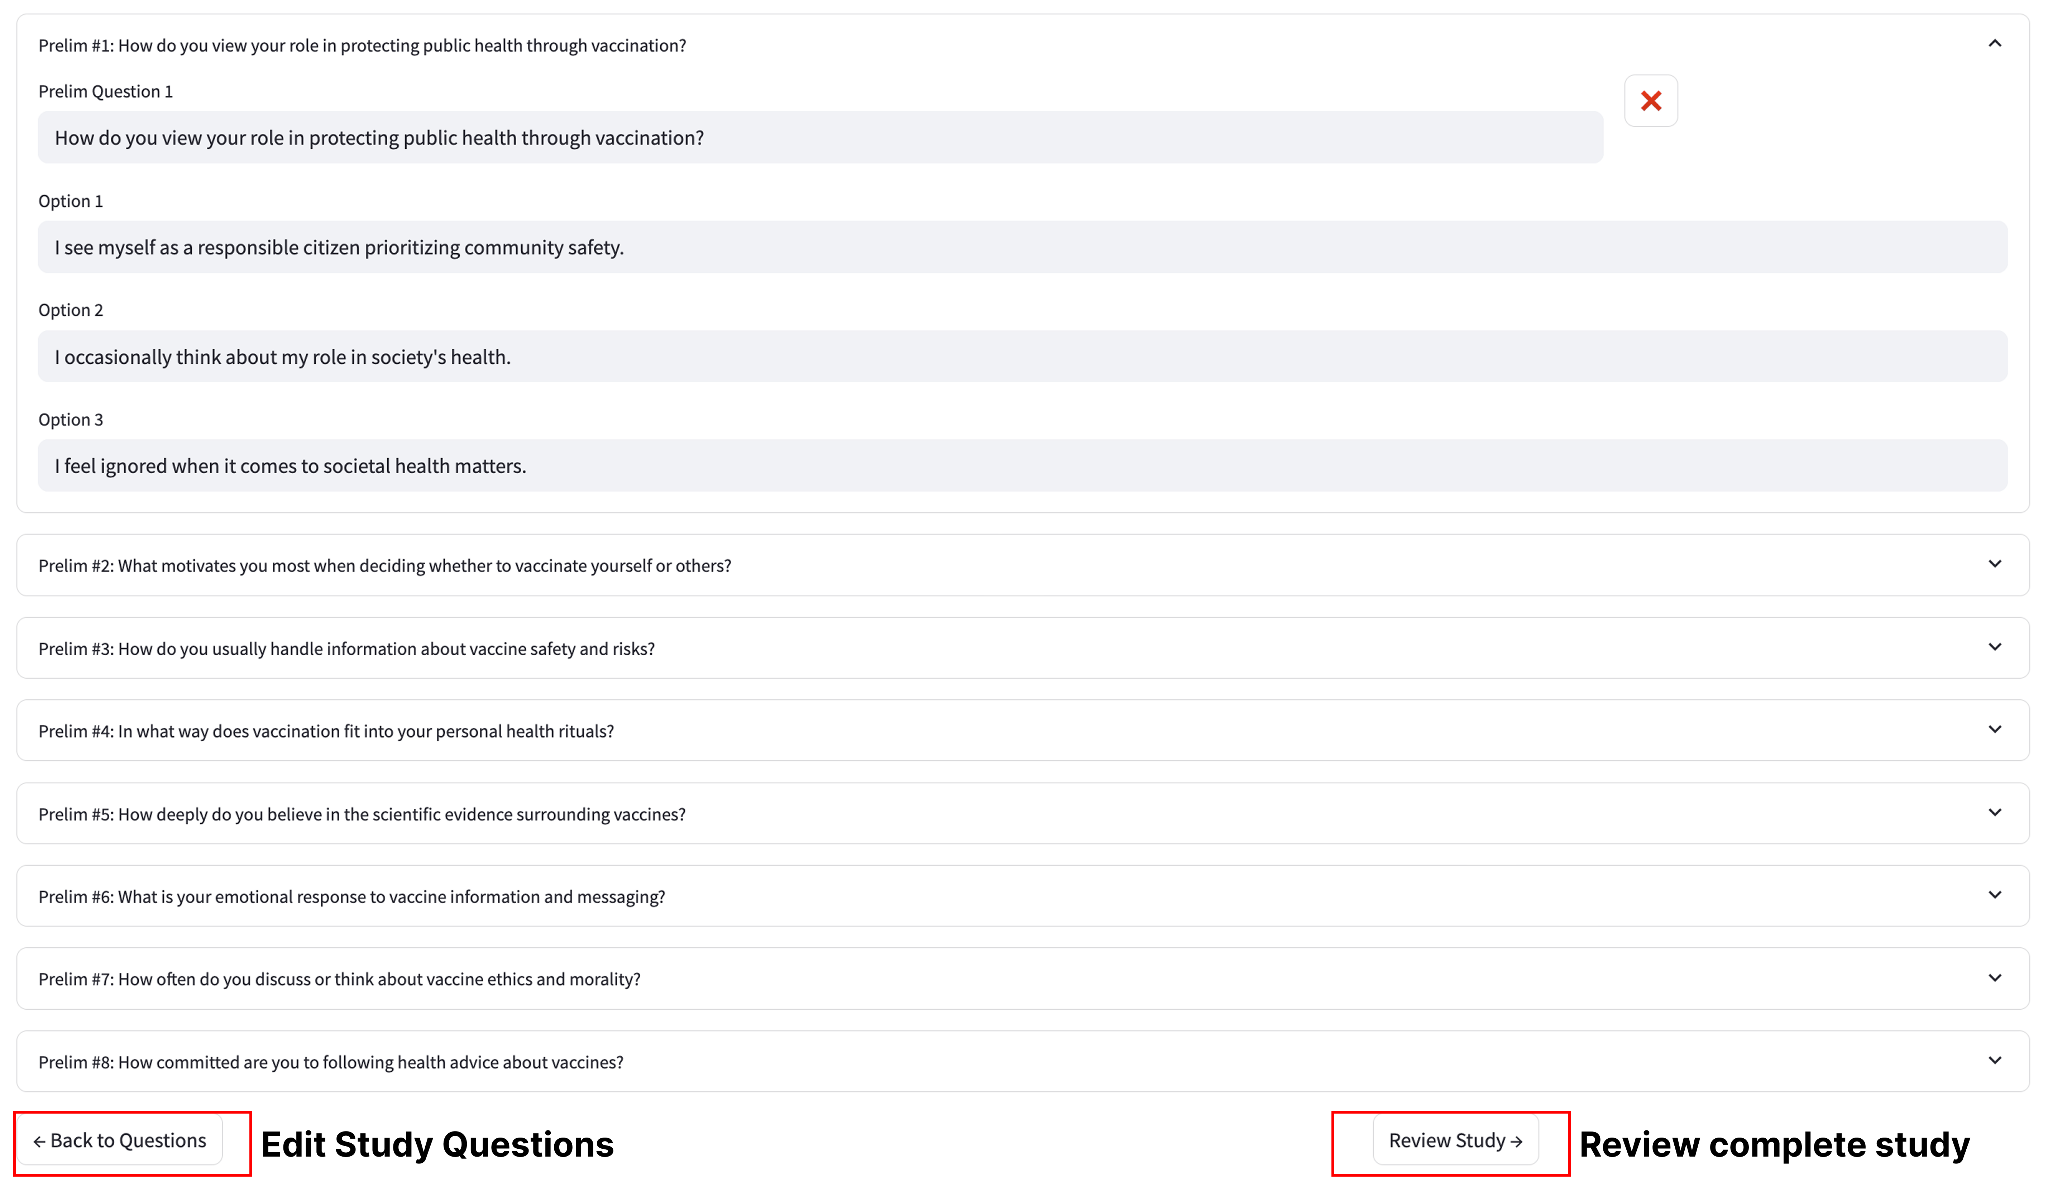 Prelim #1: How do you view your role in protecting public health through vaccination?
Prelim Question 1
How do you view your role in protecting public health through vaccination?
Option 1
I see myself as a responsible citizen prioritizing community safety.
Option 2
I occasionally think about my role in society's health.
Option 3
I feel ignored when it comes to societal health matters.
Prelim #2: What motivates you most when deciding whether to vaccinate yourself or others?
Prelim #3: How do you usually handle information about vaccine safety and risks?
Prelim #4: In what way does vaccination fit into your personal health rituals?
Prelim #5: How deeply do you believe in the scientific evidence surrounding vaccines?
Prelim #6: What is your emotional response to vaccine information and messaging?
Prelim #7: How often do you discuss or think about vaccine ethics and morality?
Prelim #8: How committed are you to following health advice about vaccines?
← Back to Questions Edit Study Questions Review Study → Review complete study